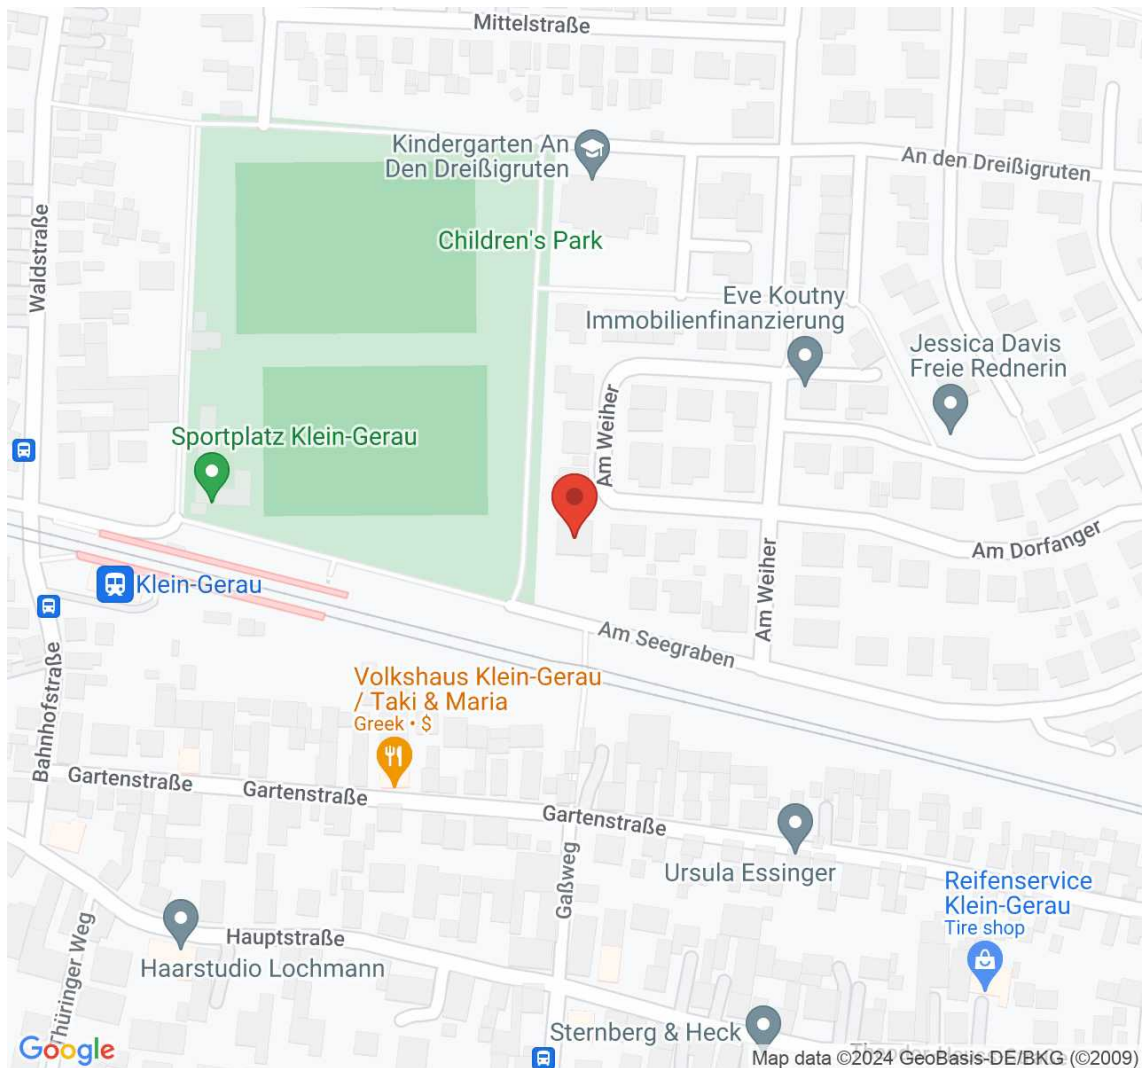 Mittelstraße
Kindergarten An
Den Dreißigruten
An den Dreißigruten
Waldstraße
Children's Park
Eve Koutny
Immobilienfinanzierung
Jessica Davis
Freie Rednerin
Am Weiher
Sportplatz Klein-Gerau
Am Dorfanger
Am Weiher
Klein-Gerau
Am Seegraben
Bahnhofstraße
Volkshaus Klein-Gerau
/ Taki & Maria
Greek • $
Gartenstraße
Gartenstraße
Gartenstraße
Ursula Essinger
Gaßweg
Reifenservice
Klein-Gerau
Tire shop
Thüringer Weg
Hauptstraße
Haarstudio Lochmann
Sternberg & Heck
Google
Map data ©2024 GeoBasis-DE/BKG (©2009)